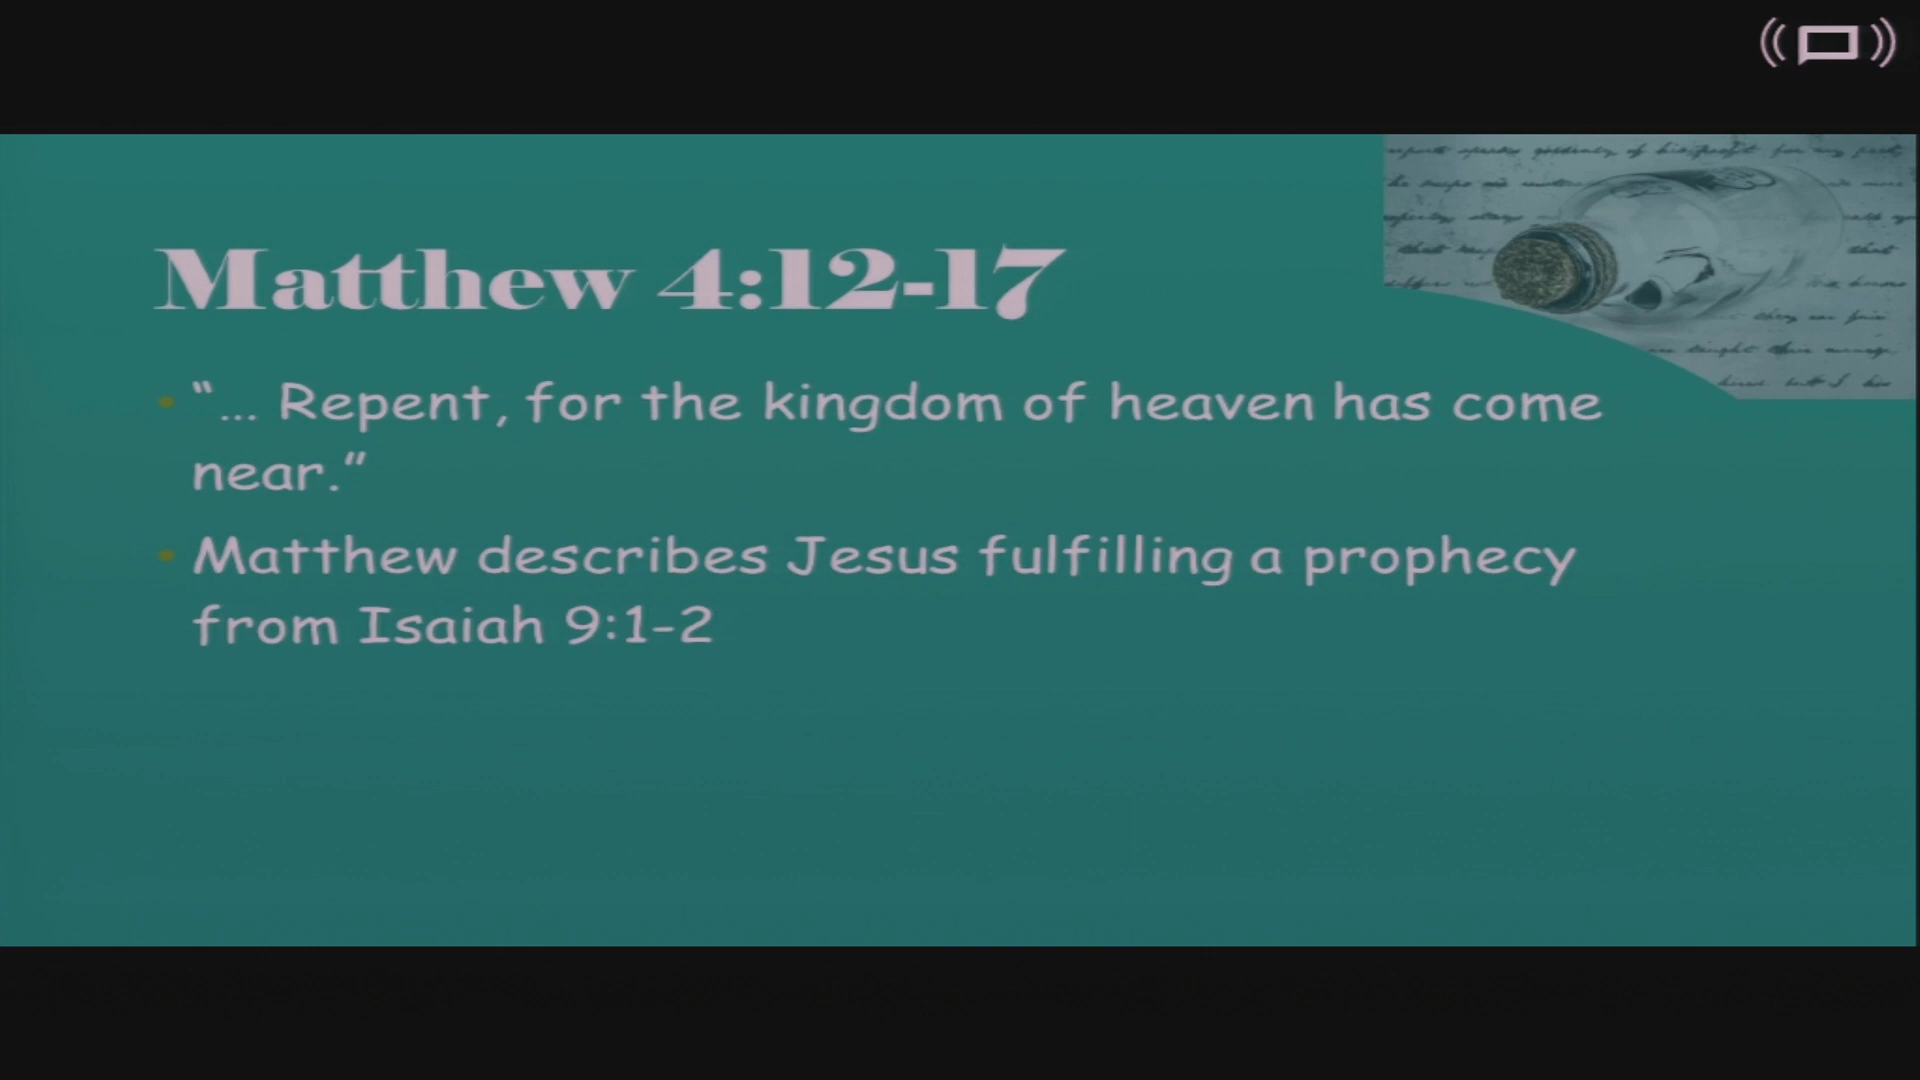 Matthew 4:12-17
• “... Repent, for the kingdom of heaven has come
near.”
• Matthew describes Jesus fulfilling a prophecy
from Isaiah 9:1-2